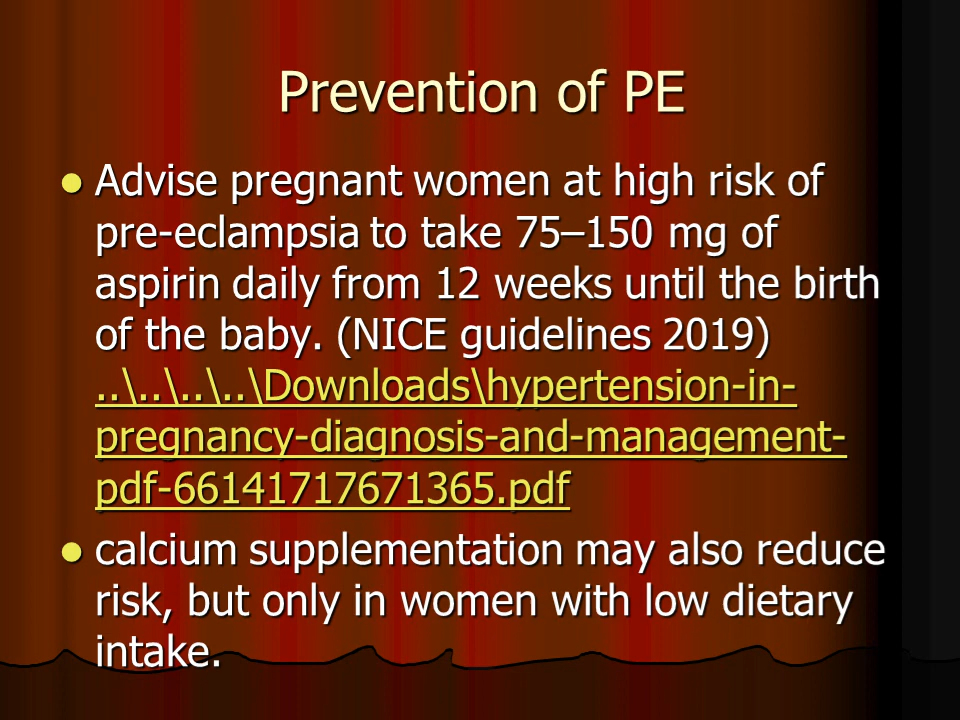 Prevention of PE
Advise pregnant women at high risk of
pre-eclampsia to take 75–150 mg of
aspirin daily from 12 weeks until the birth
of the baby. (NICE guidelines 2019)
..\..\..\..\Downloads\hypertension-in-
pregnancy-diagnosis-and-management-
pdf-66141717671365.pdf
calcium supplementation may also reduce
risk, but only in women with low dietary
intake.